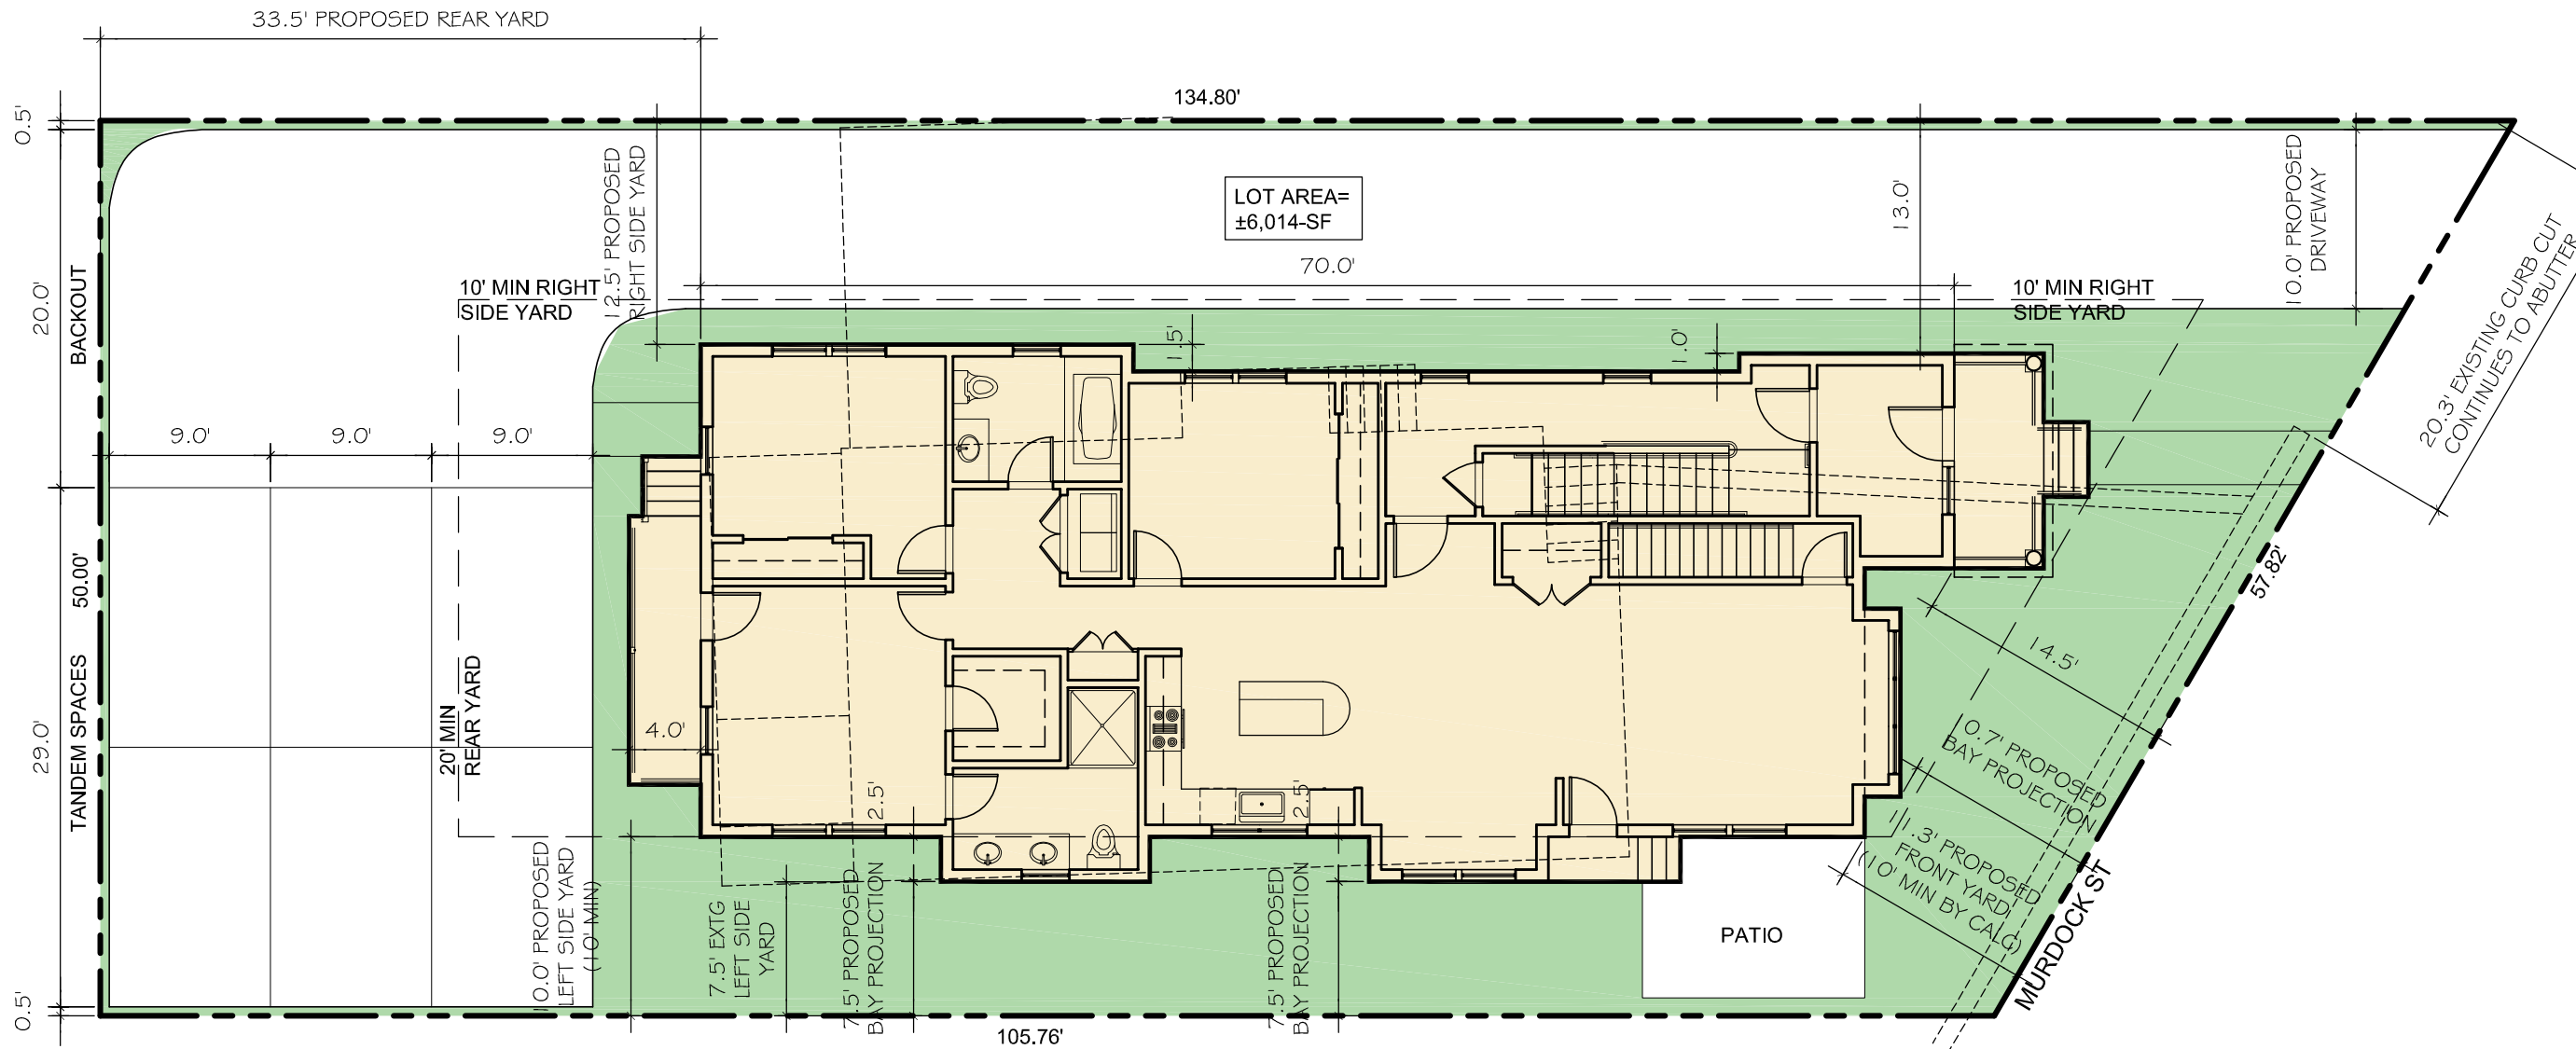 33.5' PROPOSED REAR YARD
134.80'
0.5'
12.5' PROPOSED
RIGHT SIDE YARD
LOT AREA=
±6,014-SF
13.0'
10.0' PROPOSED
DRIVEWAY
20.3' EXISTING CURB CUT
CONTINUES TO ABUTTER
70.0'
10' MIN RIGHT
SIDE YARD
10' MIN RIGHT
SIDE YARD
20.0'
BACKOUT
1.5'
1.0'
9.0'
9.0'
9.0'
50.00'
57.82'
TANDEM SPACES
29.0'
20' MIN
REAR YARD
4.0'
14.5'
0.7' PROPOSED
BAY PROJECTION
2.5'
2.5'
11.3' PROPOSED
FRONT YARD
(10' MIN BY CALC)
10.0' PROPOSED
LEFT SIDE YARD
(10' MIN)
7.5' EXTG
LEFT SIDE
YARD
7.5' PROPOSED
BAY PROJECTION
7.5' PROPOSED
BAY PROJECTION
PATIO
MURDOCK ST
0.5'
105.76'